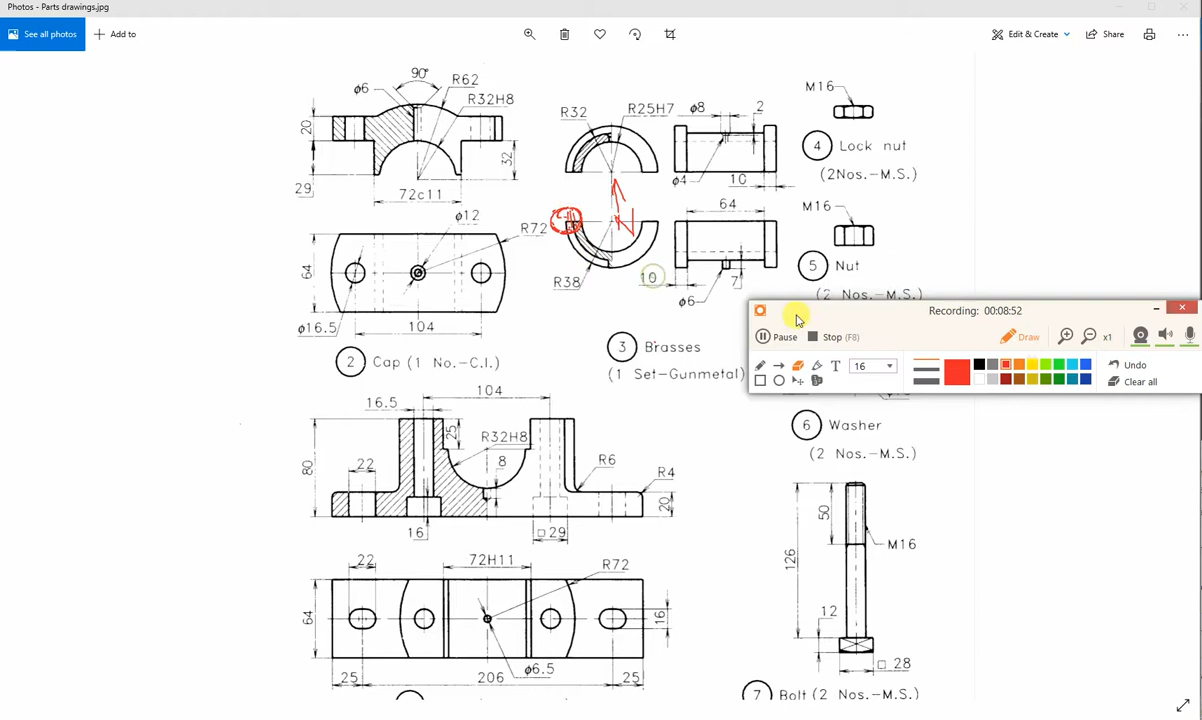 Photos - Parts drawings.jpg
See all photos
Add to
Edit & Create
Share
90°
ϕ6
R62
R32H8
20
29
32
72c11
R32
R25H7
ϕ8
2
ϕ4
10
M16
4
Lock nut
(2Nos.-M.S.)
ϕ12
R72
64
ϕ16.5
104
2 Cap (1 No.-C.I.)
R38
10
64
7
ϕ6
3 Brasses
(1 Set-Gunmetal)
M16
5 Nut
(2 Nos.-M.S.)
Recording: 00:08:52
Pause
Stop (F8)
x1
Draw
T
16
Undo
Clear all
6 Washer
(2 Nos.-M.S.)
104
16.5
25
R32H8
8
80
22
R6
R4
20
16
□ 29
22
72H11
R72
64
16
ϕ6.5
25
206
25
50
126
M16
12
□ 28
7 Bolt (2 Nos.-M.S.)